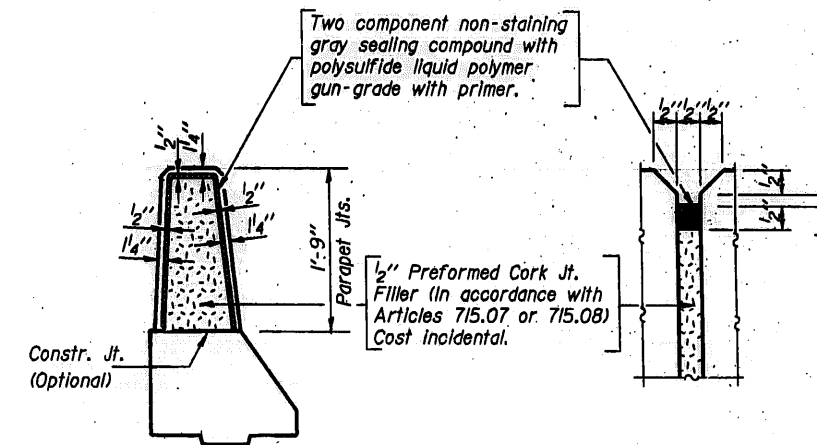 Two component non-staining
gray sealing compound with
polysulfide liquid polymer
gun-grade with primer.
1/2" 1/2" 1/2"
1/2"
1 1/4"
1/2"
1/2"
1/2"
1/2"
1 1/4"
1 1/4"
1'-9"
Parapet Jts.
1/2" Preformed Cork Jt.
Filler (In accordance with
Articles 715.07 or 715.08)
Cost incidental.
Constr. Jt.
(Optional)